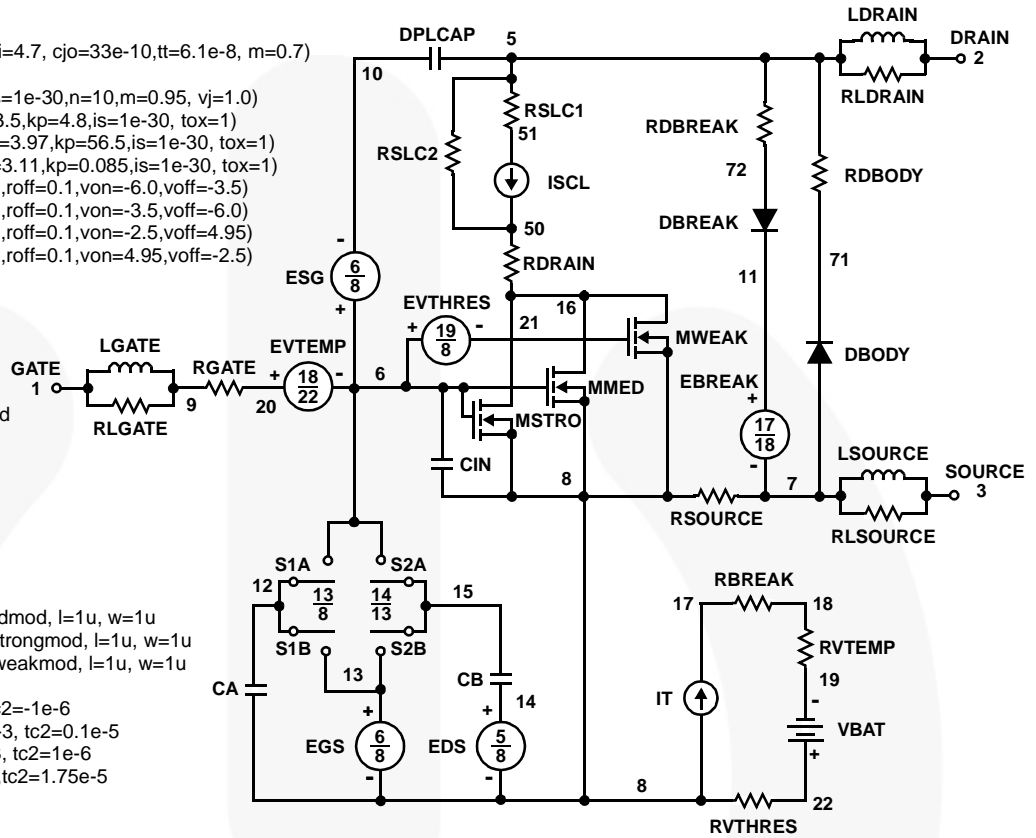 i=4.7, cjo=33e-10,tt=6.1e-8, m=0.7)
s=1e-30,n=10,m=0.95, vj=1.0)
3.5,kp=4.8,is=1e-30, tox=1)
=3.97,kp=56.5,is=1e-30, tox=1)
=3.11,kp=0.085,is=1e-30, tox=1)
,roff=0.1,von=-6.0,voff=-3.5)
,roff=0.1,von=-3.5,voff=-6.0)
,roff=0.1,von=-2.5,voff=4.95)
,roff=0.1,von=4.95,voff=-2.5)
d
dmod, l=1u, w=1u
trongmod, l=1u, w=1u
weakmod, l=1u, w=1u
c2=-1e-6
-3, tc2=0.1e-5
, tc2=1e-6
,tc2=1.75e-5
LDRAIN
DPLCAP 5 DRAIN
10 2
RLDRAIN
RSLC1
51
RSLC2
ISCL
50
RDRAIN
RDBREAK
72
RDBODY
DBREAK
11
71
-
ESG 6
8
+
EVTHRES
+ 19 -
8
21
16
MWEAK
LGATE
GATE
1
RLGATE
9
RGATE
20
EVTEMP
+ 18 -
22
6
MMED
MSTRO
EBREAK
+
17
18
-
DBODY
CIN
8
RSOURCE
7
LSOURCE
SOURCE
3
RLSOURCE
S1A S2A
12 13
8
14
13
15
S1B S2B
13
CA
CB
14
+
EGS 6
8
-
+
EDS 5
8
-
RBREAK
17 18
RVTEMP
19
IT
-
VBAT
+
8
22
RVTHRES